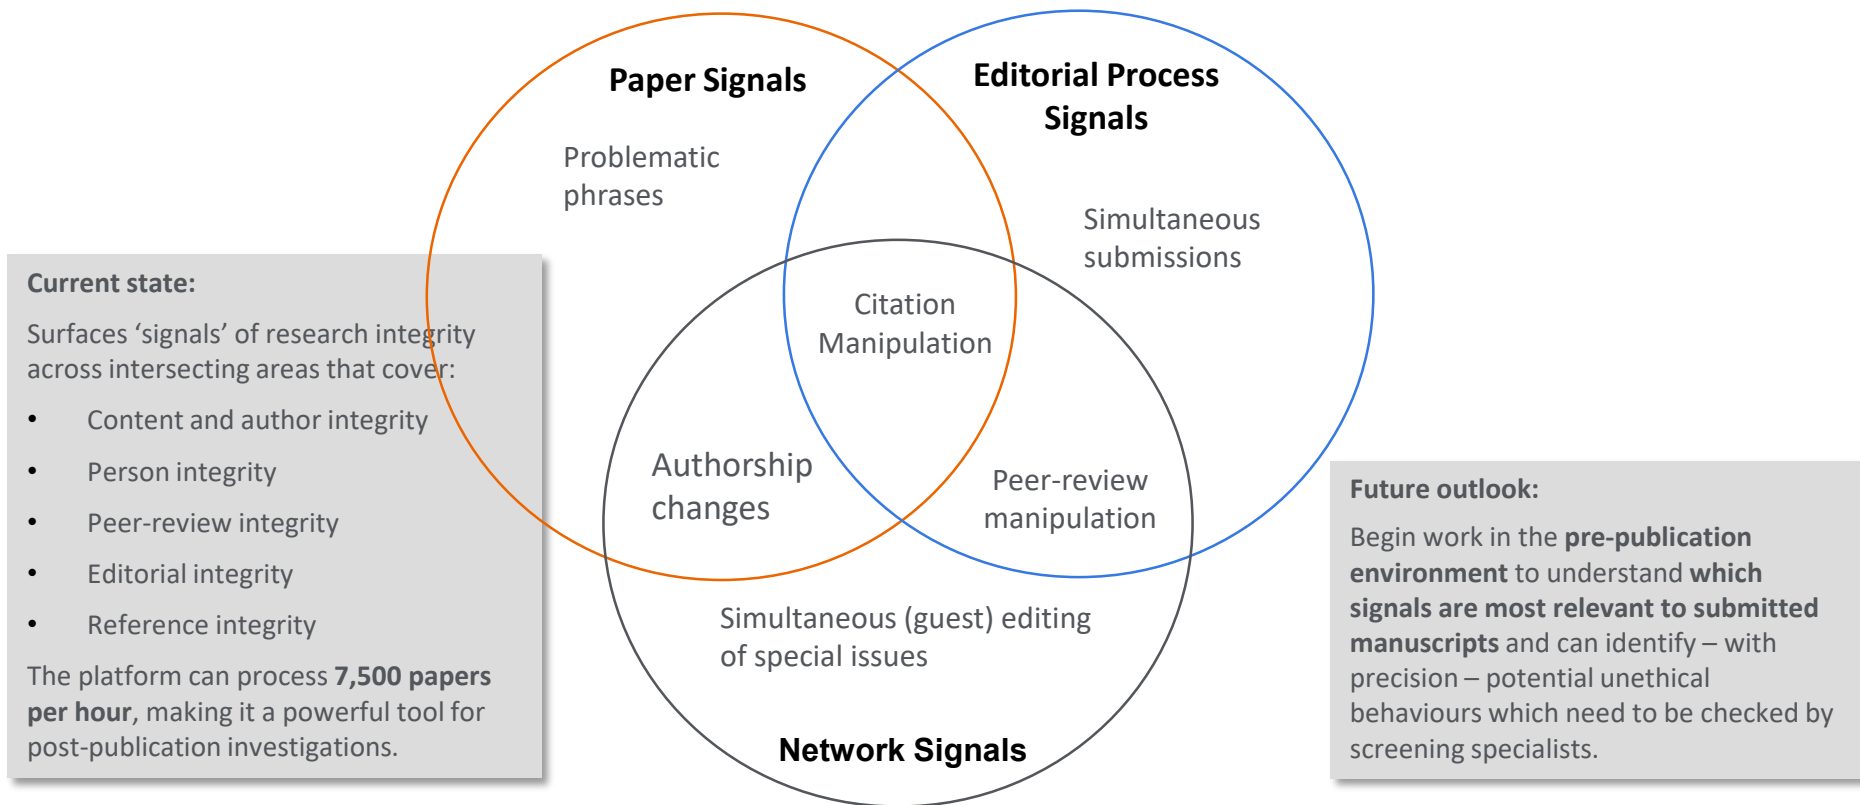 Paper Signals
Editorial Process
Signals
Problematic
phrases
Simultaneous
submissions
Citation
Manipulation
Authorship
changes
Peer-review
manipulation
Simultaneous (guest) editing
of special issues
Network Signals
Current state:
Surfaces ‘signals’ of research integrity
across intersecting areas that cover:
• Content and author integrity
• Person integrity
• Peer-review integrity
• Editorial integrity
• Reference integrity
The platform can process 7,500 papers
per hour, making it a powerful tool for
post-publication investigations.
Future outlook:
Begin work in the pre-publication
environment to understand which
signals are most relevant to submitted
manuscripts and can identify – with
precision – potential unethical
behaviours which need to be checked by
screening specialists.